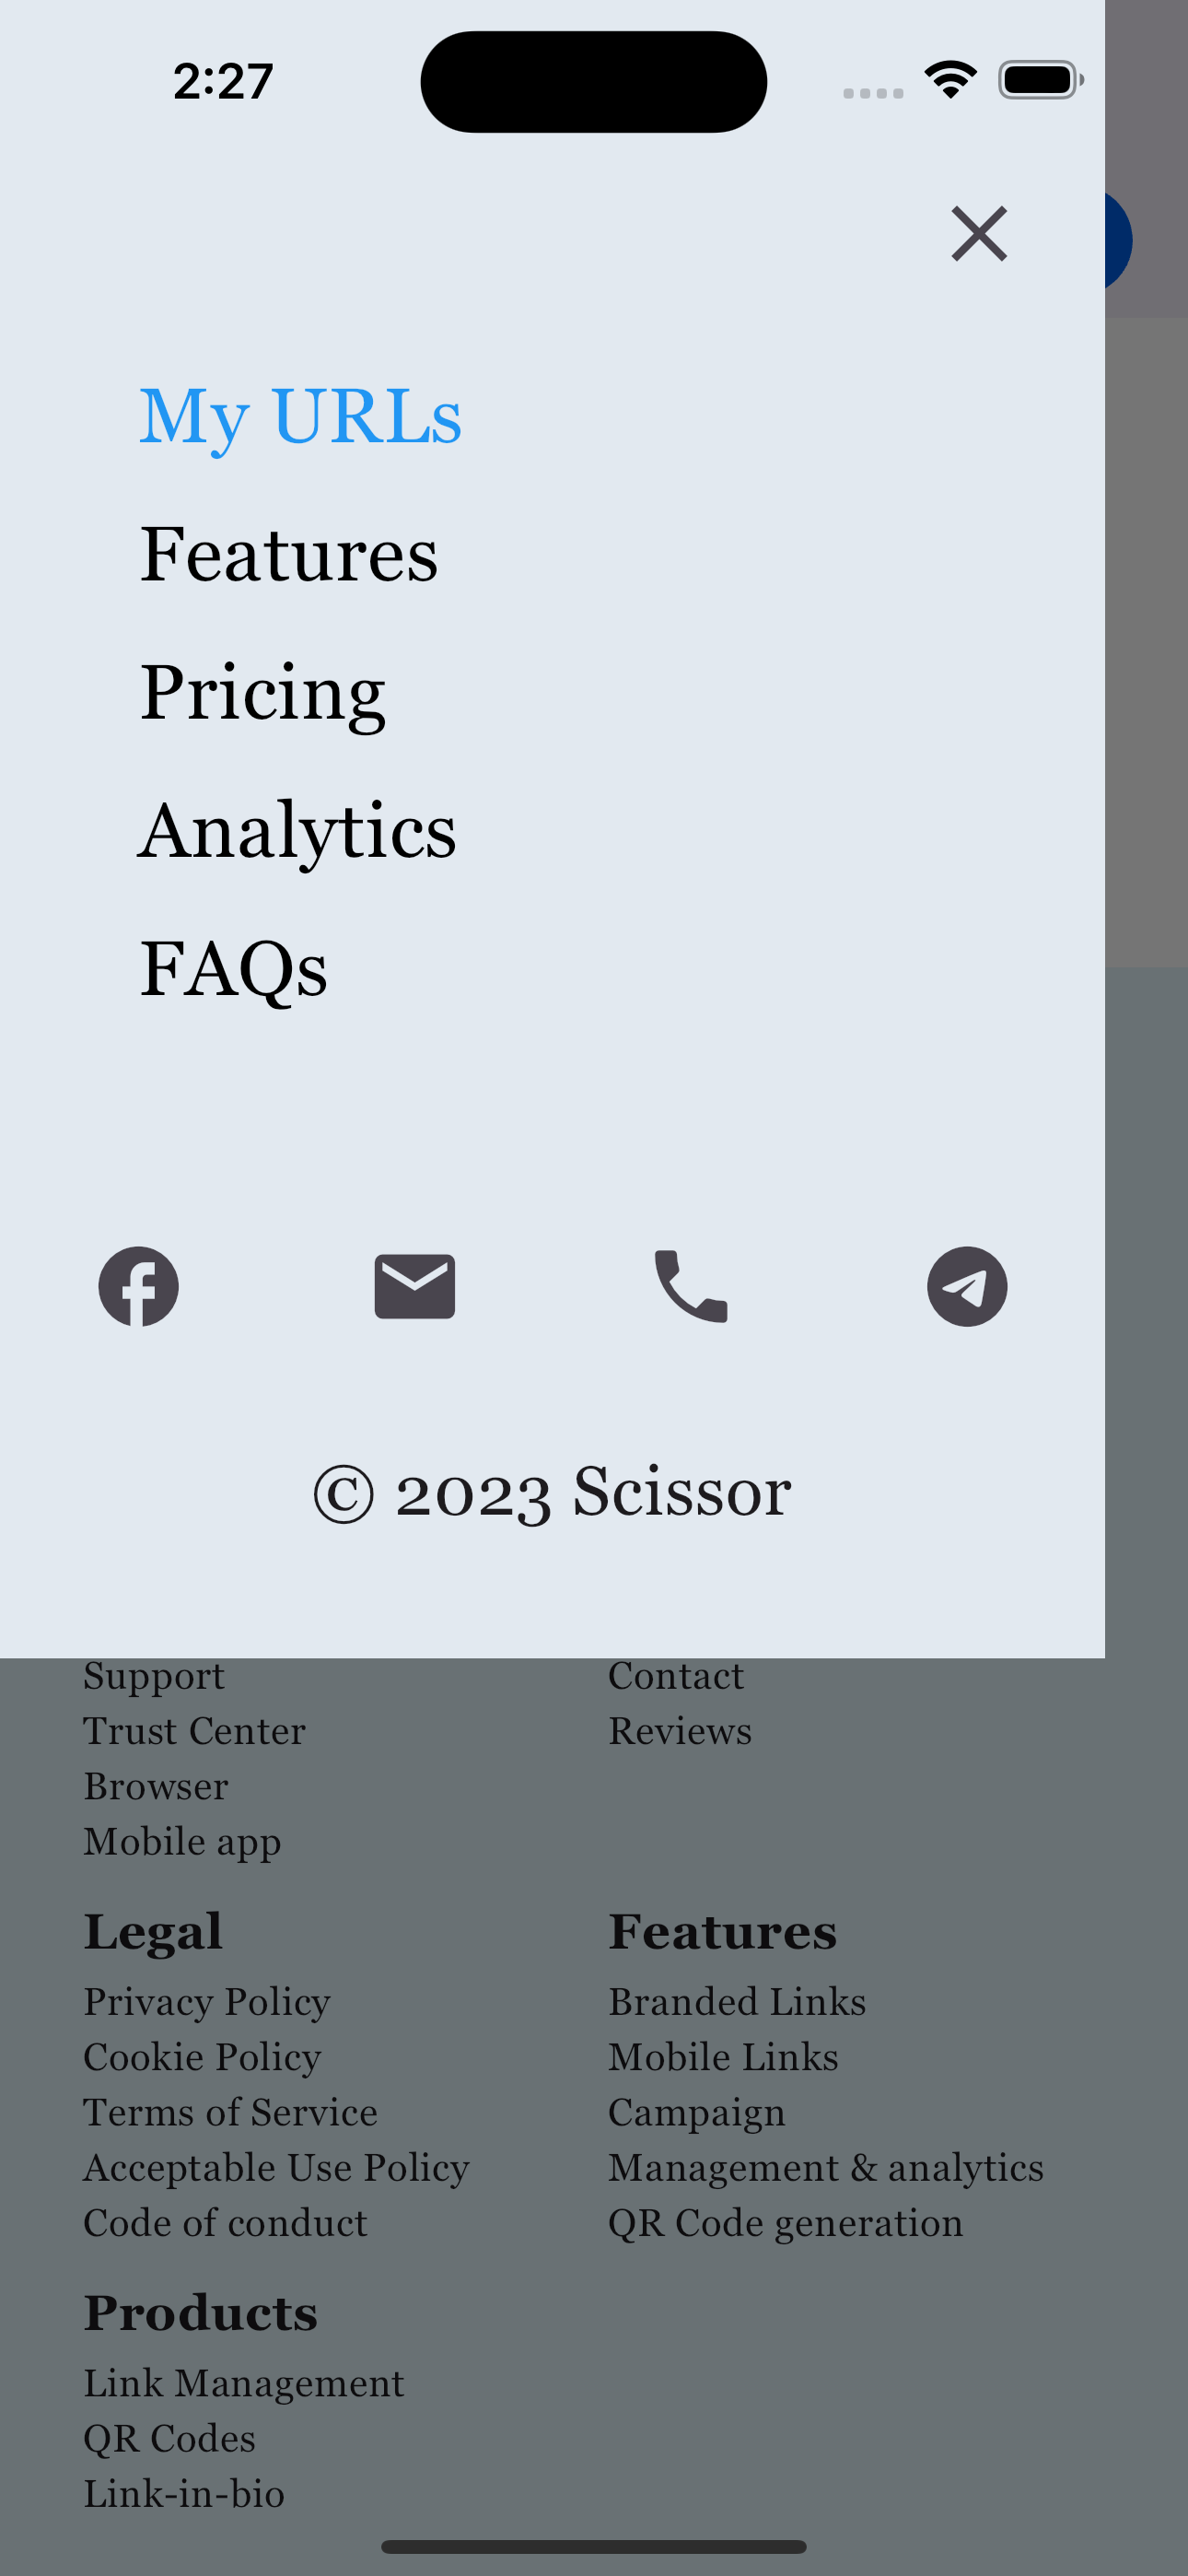 2:27
My URLs
Features
Pricing
Analytics
FAQs
© 2023 Scissor
Support
Contact
Trust Center
Reviews
Browser
Mobile app
Legal
Features
Privacy Policy
Branded Links
Cookie Policy
Mobile Links
Terms of Service
Campaign
Acceptable Use Policy
Management & analytics
Code of conduct
QR Code generation
Products
Link Management
QR Codes
Link-in-bio